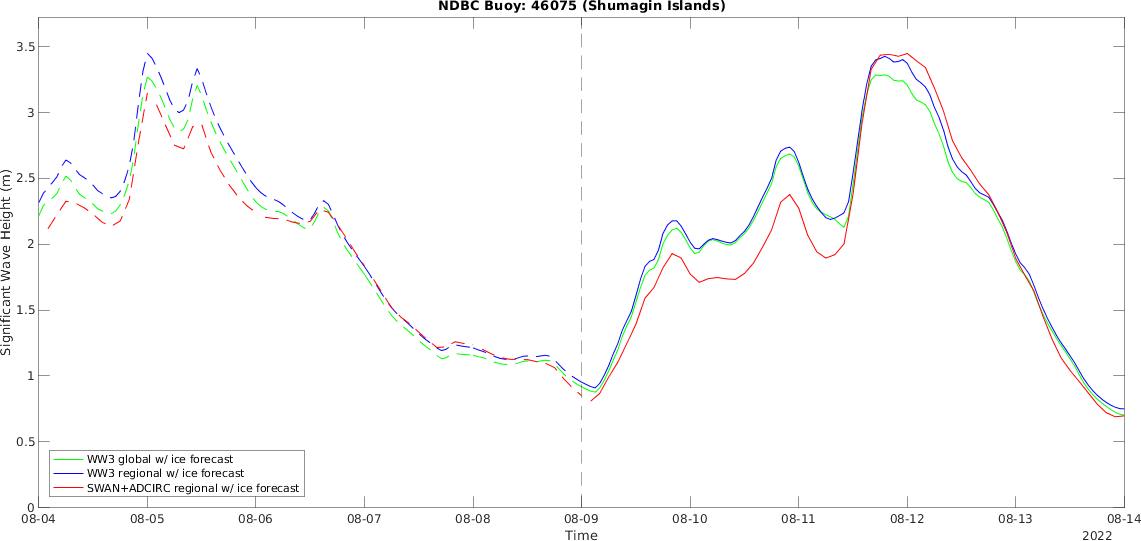 NDBC Buoy: 46075 (Shumagin Islands)
Significant Wave Height (m)
3.5
3
2.5
2
1.5
1
0.5
0
WW3 global w/ ice forecast
WW3 regional w/ ice forecast
SWAN+ADCIRC regional w/ ice forecast
08-04 08-05 08-06 08-07 08-08 08-09 08-10 08-11 08-12 08-13 08-14
Time
2022